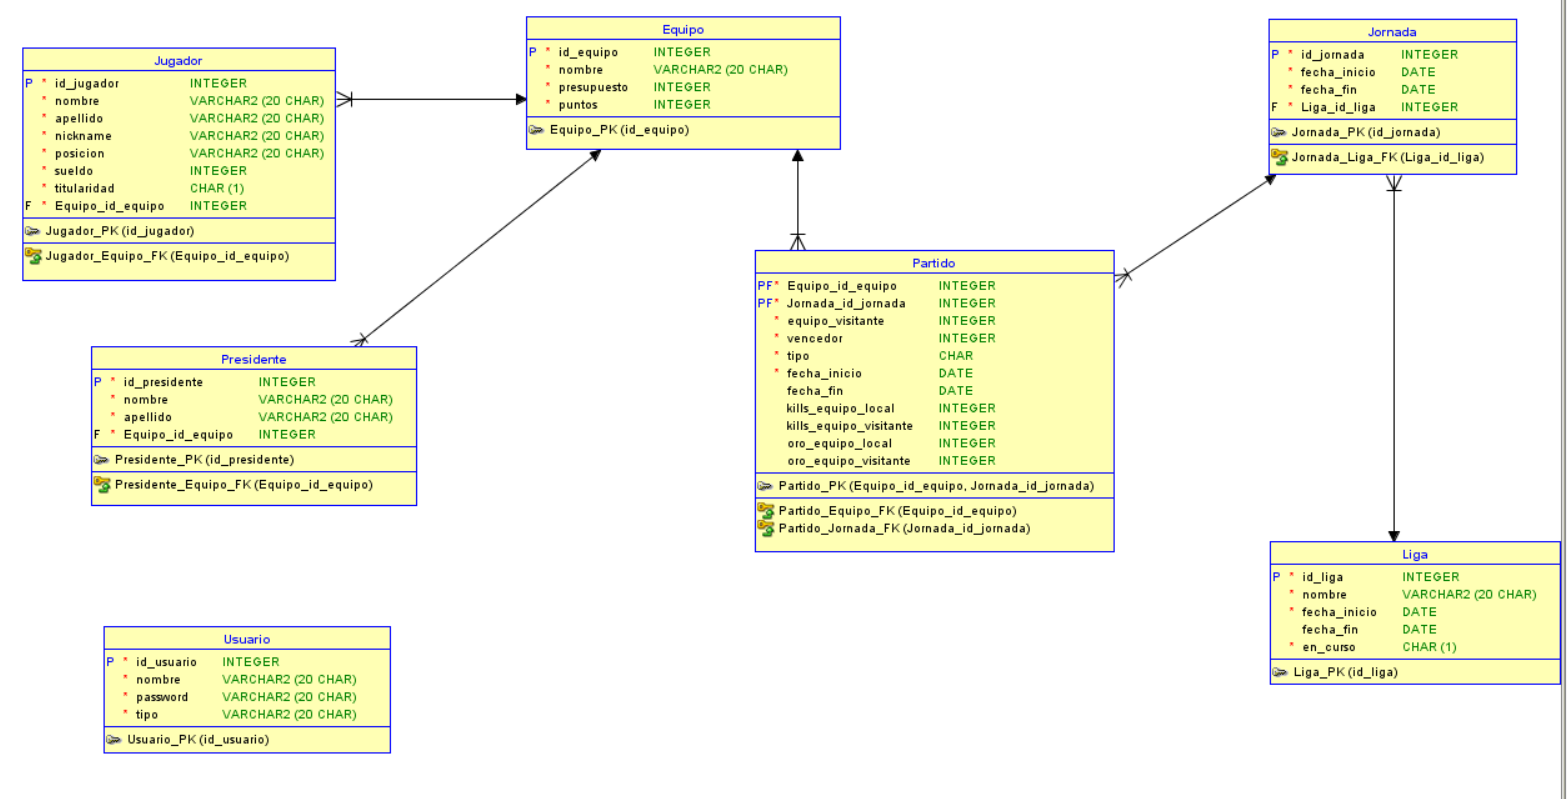 Jugador
P * id_jugador INTEGER
* nombre VARCHAR2 (20 CHAR)
* apellido VARCHAR2 (20 CHAR)
* nickname VARCHAR2 (20 CHAR)
* posicion VARCHAR2 (20 CHAR)
* sueldo INTEGER
* titularidad CHAR (1)
F * Equipo_id_equipo INTEGER
Jugador_PK (id_jugador)
Jugador_Equipo_FK (Equipo_id_equipo)
Equipo
P * id_equipo INTEGER
* nombre VARCHAR2 (20 CHAR)
* presupuesto INTEGER
* puntos INTEGER
Equipo_PK (id_equipo)
Jornada
P * id_jornada INTEGER
* fecha_inicio DATE
* fecha_fin DATE
F * Liga_id_liga INTEGER
Jornada_PK (id_jornada)
Jornada_Liga_FK (Liga_id_liga)
Presidente
P * id_presidente INTEGER
* nombre VARCHAR2 (20 CHAR)
* apellido VARCHAR2 (20 CHAR)
F * Equipo_id_equipo INTEGER
Presidente_PK (id_presidente)
Presidente_Equipo_FK (Equipo_id_equipo)
Partido
PF* Equipo_id_equipo INTEGER
PF* Jornada_id_jornada INTEGER
* equipo_visitante INTEGER
* vencedor INTEGER
* tipo CHAR
* fecha_inicio DATE
fecha_fin DATE
kills_equipo_local INTEGER
kills_equipo_visitante INTEGER
oro_equipo_local INTEGER
oro_equipo_visitante INTEGER
Partido_PK (Equipo_id_equipo, Jornada_id_jornada)
Partido_Equipo_FK (Equipo_id_equipo)
Partido_Jornada_FK (Jornada_id_jornada)
Liga
P * id_liga INTEGER
* nombre VARCHAR2 (20 CHAR)
* fecha_inicio DATE
fecha_fin DATE
* en_curso CHAR (1)
Liga_PK (id_liga)
Usuario
P * id_usuario INTEGER
* nombre VARCHAR2 (20 CHAR)
* password VARCHAR2 (20 CHAR)
* tipo VARCHAR2 (20 CHAR)
Usuario_PK (id_usuario)